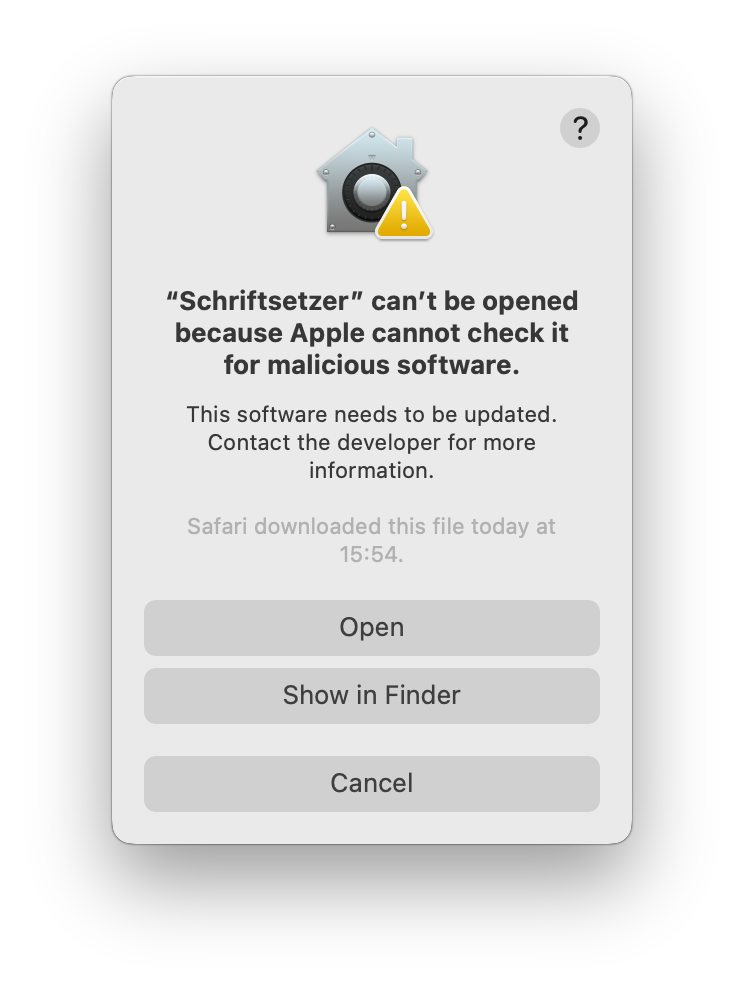 ?
“Schriftsetzer” can’t be opened
because Apple cannot check it
for malicious software.
This software needs to be updated.
Contact the developer for more
information.
Safari downloaded this file today at
15:54.
Open
Show in Finder
Cancel